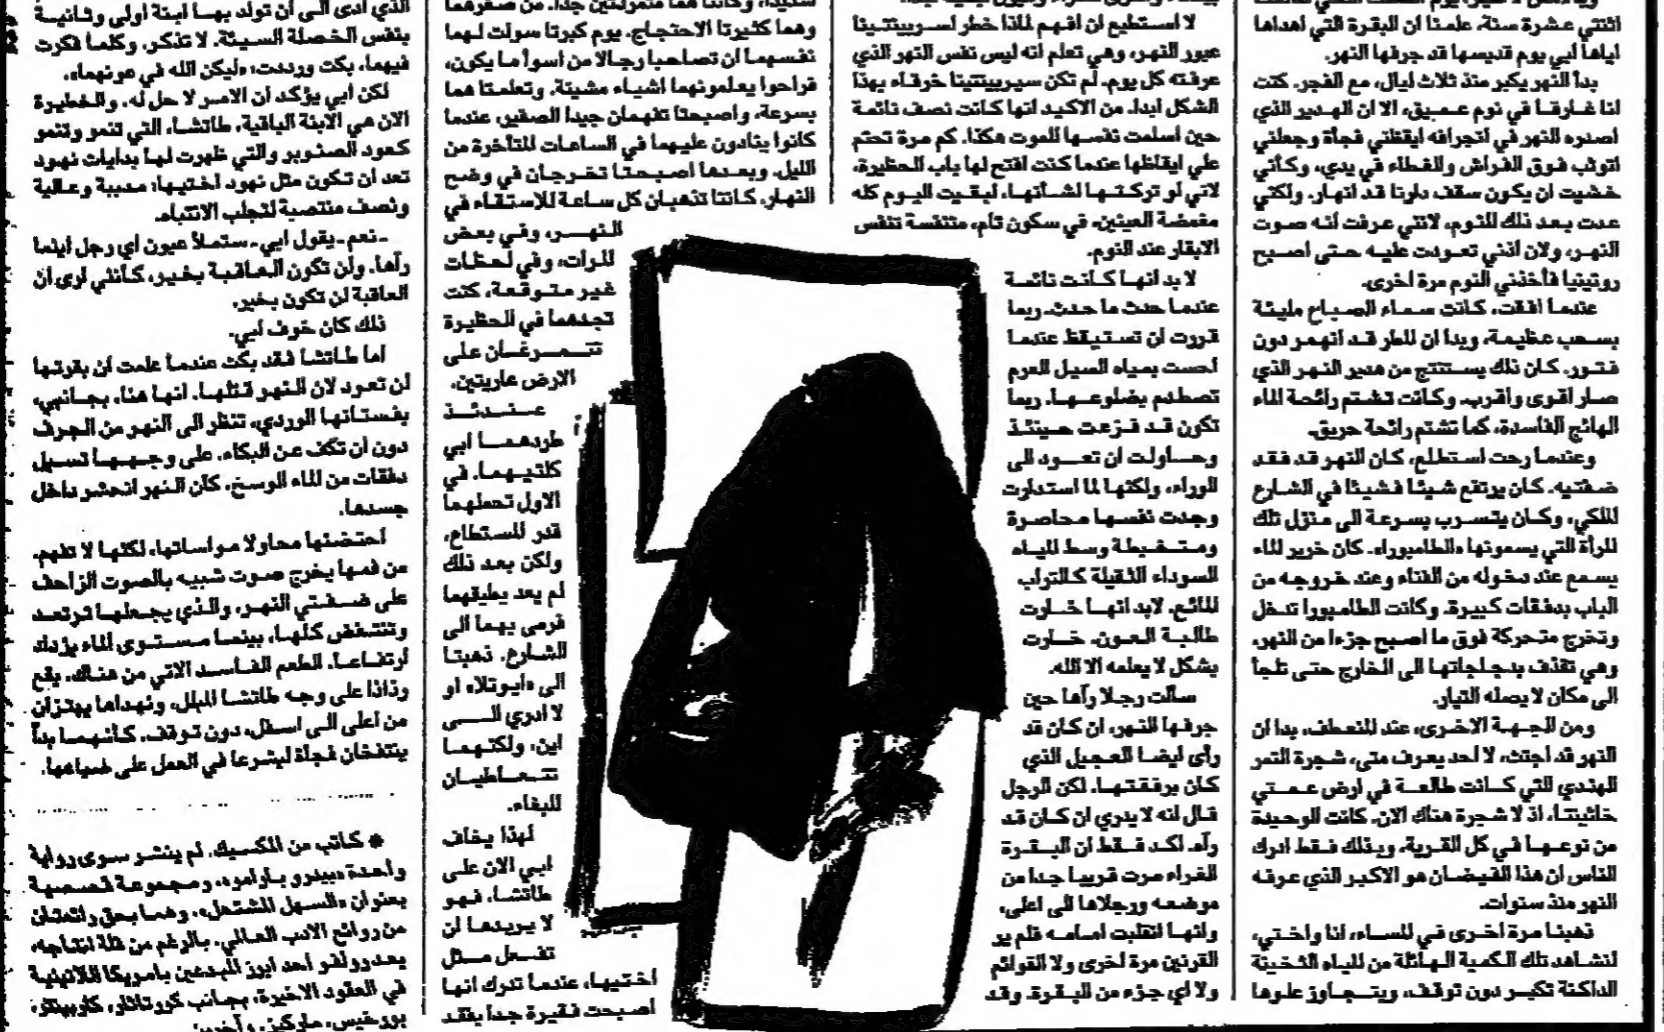 اثنتي عشرة سنة، علمنا ان البقرة التي اهداها
اياها ابي يوم قديسها قد جرفها النهر.
بدأ النهر يكبر منذ ثلاث ليال، مع الفجر. كنت
انا غارقا في نوم عميق، الا ان الهدير الذي
اصدره النهر في انجرافه ايقظني فجأة وجعلني
اتوثب فوق الفراش والغطاء في يدي، وكأني
خشيت ان يكون سقف دارنا قد انهار. ولكني
عدت بعد ذلك للنوم، لانني عرفت انه صوت
النهر، ولان اذني تعودت عليه حتى اصبح
روتينيا فأخذني النوم مرة اخرى.
عندما افقت، كانت سماء الصباح مليئة
بسحب عظيمة، وبدا ان المطر قد انهمر دون
فتور. كان ذلك يستنتج من هدير النهر الذي
صار اقوى واقرب. وكانت تشتم رائحة الماء
الهائج الفاسدة، كما تشتم رائحة حريق.
وعندما رحت استطلع، كان النهر قد فقد
ضفتيه. كان يرتفع شيئا فشيئا في الشارع
الملكي، وكان يتسرب بسرعة الى منزل تلك
المرأة التي يسمونها «الطامبورا». كان خرير الماء
يسمع عند دخوله من الفناء وعند خروجه من
الباب بدفقات كبيرة. وكانت الطامبورا تدخل
وتخرج متحركة فوق ما اصبح جزءا من النهر،
وهي تقذف بدجاجاتها الى الخارج حتى تلجأ
الى مكان لا يصله التيار.
ومن الجهة الاخرى، عند المنعطف، بدا ان
النهر قد اجتث، لا احد يعرف متى، شجرة التمر
الهندي التي كانت طالعة في ارض عمتي
خاثينتا، اذ لا شجرة هناك الان. كانت الوحيدة
من نوعها في كل القرية، وبذلك فقط ادرك
الناس ان هذا الفيضان هو الاكبر الذي عرفه
النهر منذ سنوات.
ذهبنا مرة اخرى في المساء، انا واختي،
لنشاهد تلك الكمية الهائلة من المياه الثخينة
الداكنة تكبر دون توقف، ويتجاوز علوها
لا استطيع ان افهم لماذا خطر لسربينتينا
عبور النهر، وهي تعلم انه ليس نفس النهر الذي
عرفته كل يوم. لم تكن سيربينتينا خرقاء بهذا
الشكل ابدا. من الاكيد انها كانت نصف نائمة
حين اسلمت نفسها للموت هكذا. كم مرة تحتم
علي ايقاظها عندما كنت افتح لها باب الحظيرة،
لاني لو تركتها لشأنها، لبقيت اليوم كله
مغمضة العينين، في سكون تام، متنفسة تنفس
الابقار عند النوم.
لا بد انها كانت نائمة
عندما حدث ما حدث. ربما
قررت ان تستيقظ عندما
احست بمياه السيل العرم
تصطدم بضلوعها. ربما
تكون قد فزعت حينئذ
وحاولت ان تعود الى
الوراء، ولكنها لما استدارت
وجدت نفسها محاصرة
ومتخبطة وسط المياه
السوداء الثقيلة كالتراب
المائع. لابد انها خارت
طالبة العون. خارت
بشكل لا يعلمه الا الله.
سألت رجلا رآها حين
جرفها النهر، ان كان قد
رأى ايضا العجيل الذي
كان برفقتها. لكن الرجل
قال انه لا يدري ان كان قد
رآه. اكد فقط ان البقرة
الغراء مرت قريبا جدا من
موضعه ورجلاها الى اعلى،
وانها انقلبت امامه فلم ير
القرنين مرة اخرى ولا القوائم
ولا اي جزء من البقرة. وقد
وهما كثيرتا الاحتجاج. يوم كبرتا سولت لهما
نفسهما ان تصاحبا رجالا من اسوأ ما يكون،
فراحوا يعلمونهما اشياء مشينة. وتعلمتا هما
بسرعة، واصبحتا تفهمان جيدا الصفير، عندما
كانوا ينادون عليهما في الساعات المتأخرة من
الليل. وبعدها اصبحتا تخرجان في وضح
النهار. كانتا تذهبان كل ساعة للاستقاء في
النهر، وفي بعض
المرات، وفي لحظات
غير متوقعة، كنت
تجدهما في الحظيرة
تتمرغان على
الارض عاريتين.
عندئذ
طردهما ابي
كلتيهما. في
الاول تحملهما
قدر المستطاع،
ولكن بعد ذلك
لم يعد يطيقهما
فرمى بهما الى
الشارع. ذهبتا
الى «ايوتلا» او
لا ادري الى
اين، ولكنهما
تتعاطيان
للبغاء.
لهذا يخاف
ابي الان على
طاتشا، فهو
لا يريدها ان
تفعل مثل
اختيها، عندما تدرك انها
اصبحت فقيرة جدا بفقد
الذي ادى الى ان تولد بها ابنة اولى وثانية
بنفس الخصلة السيئة. لا تذكر. وكلما فكرت
فيهما، بكت ورددت: «ليكن الله في عونهما».
لكن ابي يؤكد ان الامر لا حل له. والخطيرة
الان هي الابنة الباقية، طاتشا، التي تنمو وتنمو
كعود الصنوبر والتي ظهرت لها بدايات نهود
تعد ان تكون مثل نهود اختيها: مدببة وعالية
ونصف منتصبة لتجلب الانتباه.
ـ نعم ـ يقول ابي ـ ستملأ عيون اي رجل اينما
رآها. ولن تكون العاقبة بخير، كأنني ارى ان
العاقبة لن تكون بخير.
ذلك كان خوف ابي.
اما طاتشا فقد بكت عندما علمت ان بقرتها
لن تعود لان النهر قتلها. انها هنا، بجانبي،
بفستانها الوردي، تنظر الى النهر من الجرف
دون ان تكف عن البكاء. على وجهها تسيل
دفقات من الماء الوسخ، كأن النهر انحشر داخل
جسدها.
احتضنها محاولا مواساتها، لكنها لا تفهم.
من فمها يخرج صوت شبيه بالصوت الزاحف
على ضفتي النهر، والذي يجعلها ترتعد
وتنتفض كلها، بينما مستوى الماء يزداد
ارتفاعا. الطعم الفاسد الاتي من هناك، يقع
رذاذا على وجه طاتشا المبلل، ونهداها يهتزان
من اعلى الى اسفل، دون توقف، كأنهما بدآ
ينتفخان فجأة ليشرعا في العمل على ضياعها.
* كاتب من المكسيك. لم ينشر سوى رواية
واحدة «بيدرو بارامو»، ومجموعة قصصية
بعنوان «السهل المشتعل»، وهما بحق رائعتان
من روائع الادب العالمي. بالرغم من قلة انتاجه،
يعد رولفو احد ابرز المبدعين بامريكا اللاتينية
في العقود الاخيرة، بجانب كورتاثار، كاربينتر،
بورخيس، ماركيز، وآخرين